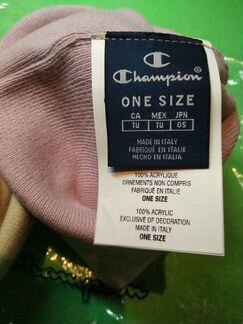 Champion
ONE SIZE
CA MEX JPN
TU TU OS
MADE IN ITALY
FABRIQUÉ EN ITALIE
HECHO EN ITALIA
100% ACRYLIQUE
ORNEMENTS NON COMPRIS
FABRIQUÉ EN ITALIE
ONE SIZE
100% ACRYLIC
EXCLUSIVE OF DECORATION
MADE IN ITALY
ONE SIZE